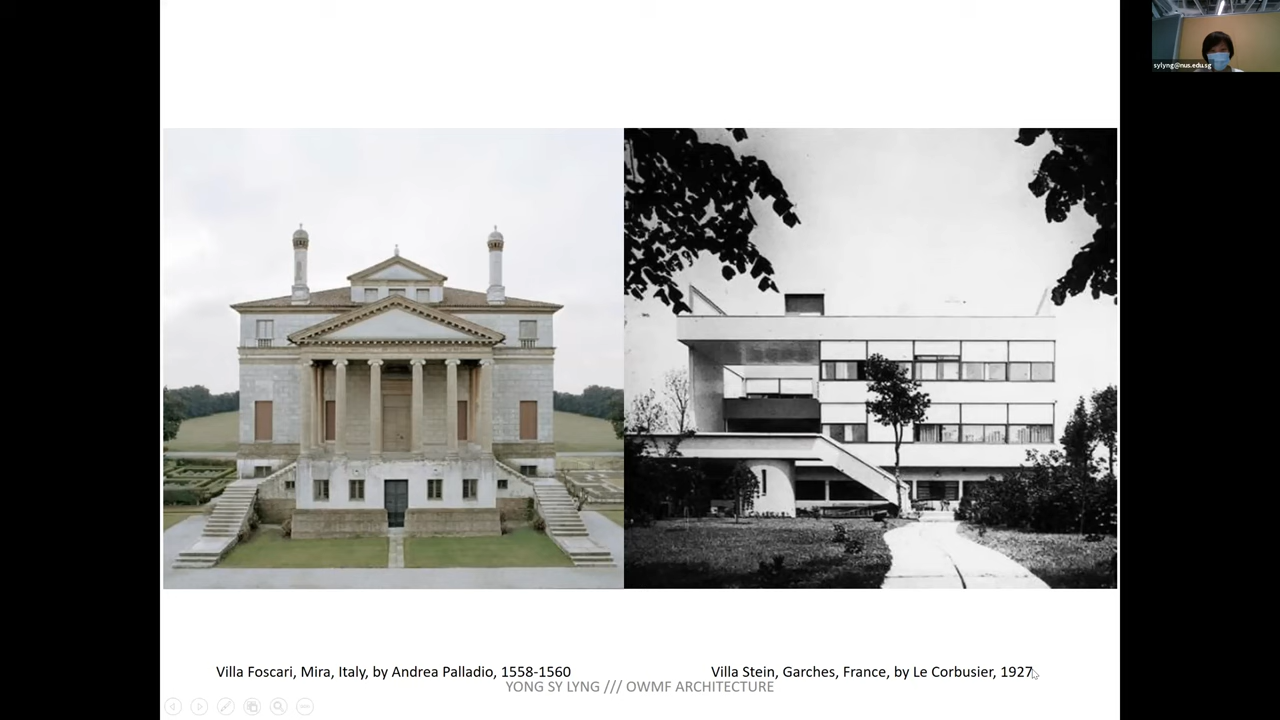 sylyng@nus.edu.sg
Villa Foscari, Mira, Italy, by Andrea Palladio, 1558-1560
Villa Stein, Garches, France, by Le Corbusier, 1927
YONG SY LYNG /// OWMF ARCHITECTURE